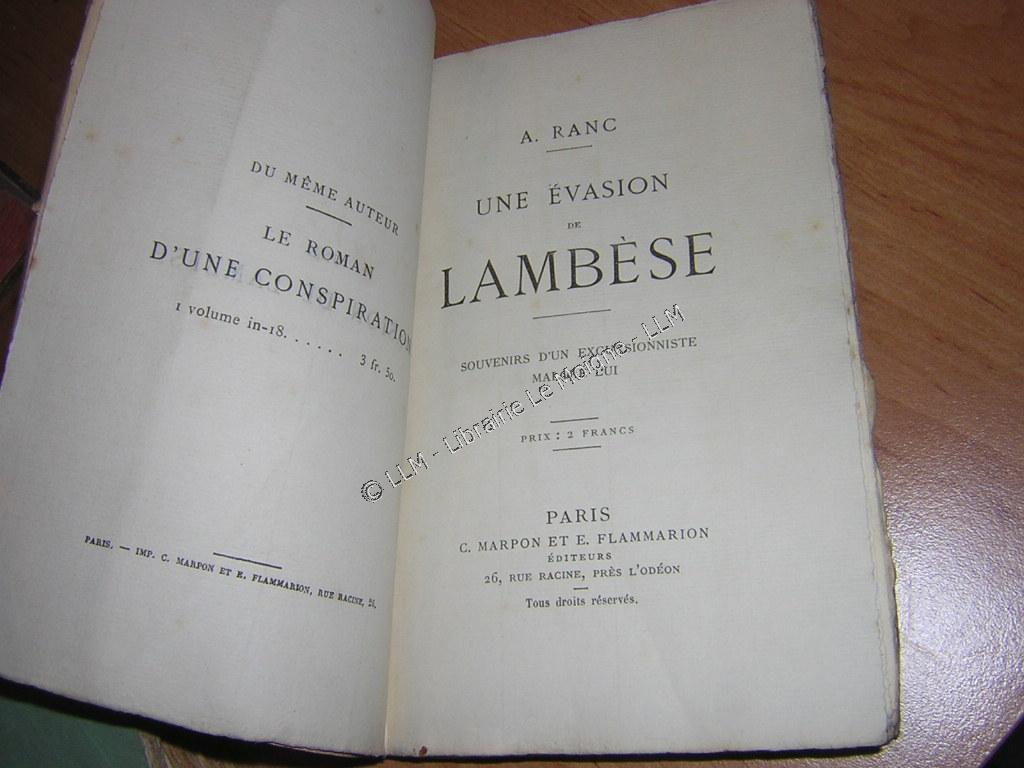 DU MÊME AUTEUR
LE ROMAN
D'UNE CONSPIRATION
1 volume in-18. . . . . . 3 fr. 50.
PARIS. — IMP. C. MARPON ET E. FLAMMARION, RUE RACINE, 26.
A. RANC
UNE ÉVASION
DE
LAMBÈSE
SOUVENIRS D'UN EXCURSIONNISTE
MALGRÉ LUI
PRIX : 2 FRANCS
PARIS
C. MARPON ET E. FLAMMARION
ÉDITEURS
26, RUE RACINE, PRÈS L'ODÉON
Tous droits réservés.
© LLM - Librairie Le Moigne - LLM